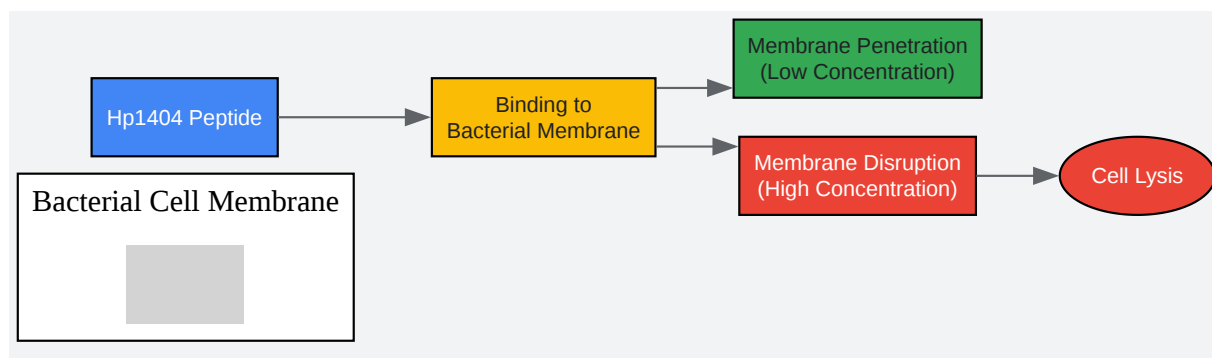 Hp1404 Peptide
Binding to
Bacterial Membrane
Membrane Penetration
(Low Concentration)
Membrane Disruption
(High Concentration)
Cell Lysis
Bacterial Cell Membrane